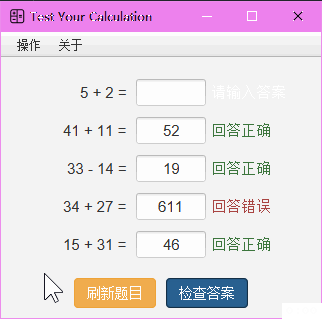 Test Your Calculation
操作 关于
5 + 2 = 请输入答案
41 + 11 = 52 回答正确
33 - 14 = 19 回答正确
34 + 27 = 611 回答错误
15 + 31 = 46 回答正确
刷新题目 检查答案